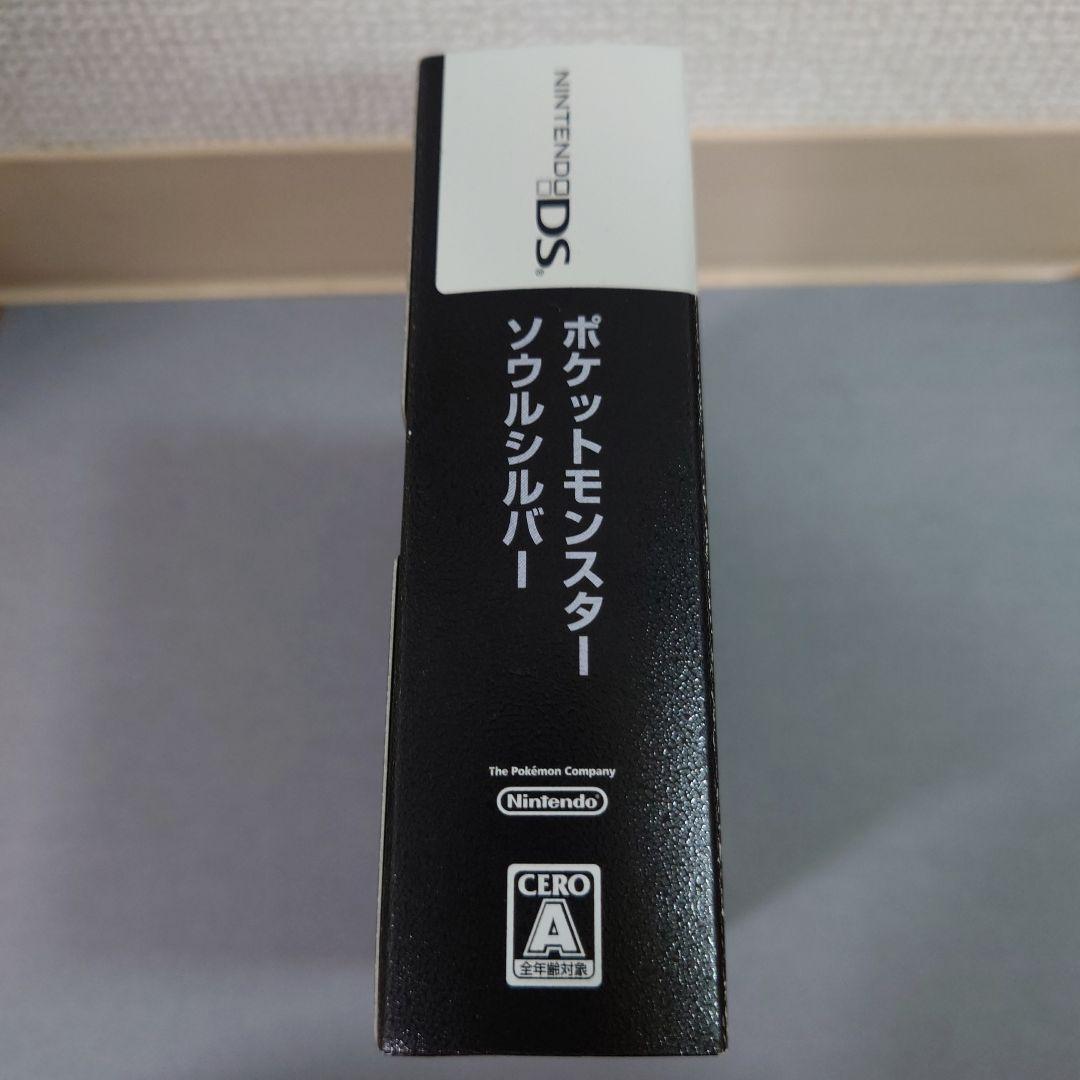 NINTENDO DS®
ポケットモンスター
ソウルシルバー
The Pokémon Company
Nintendo®
CERO
A
全年齢対象